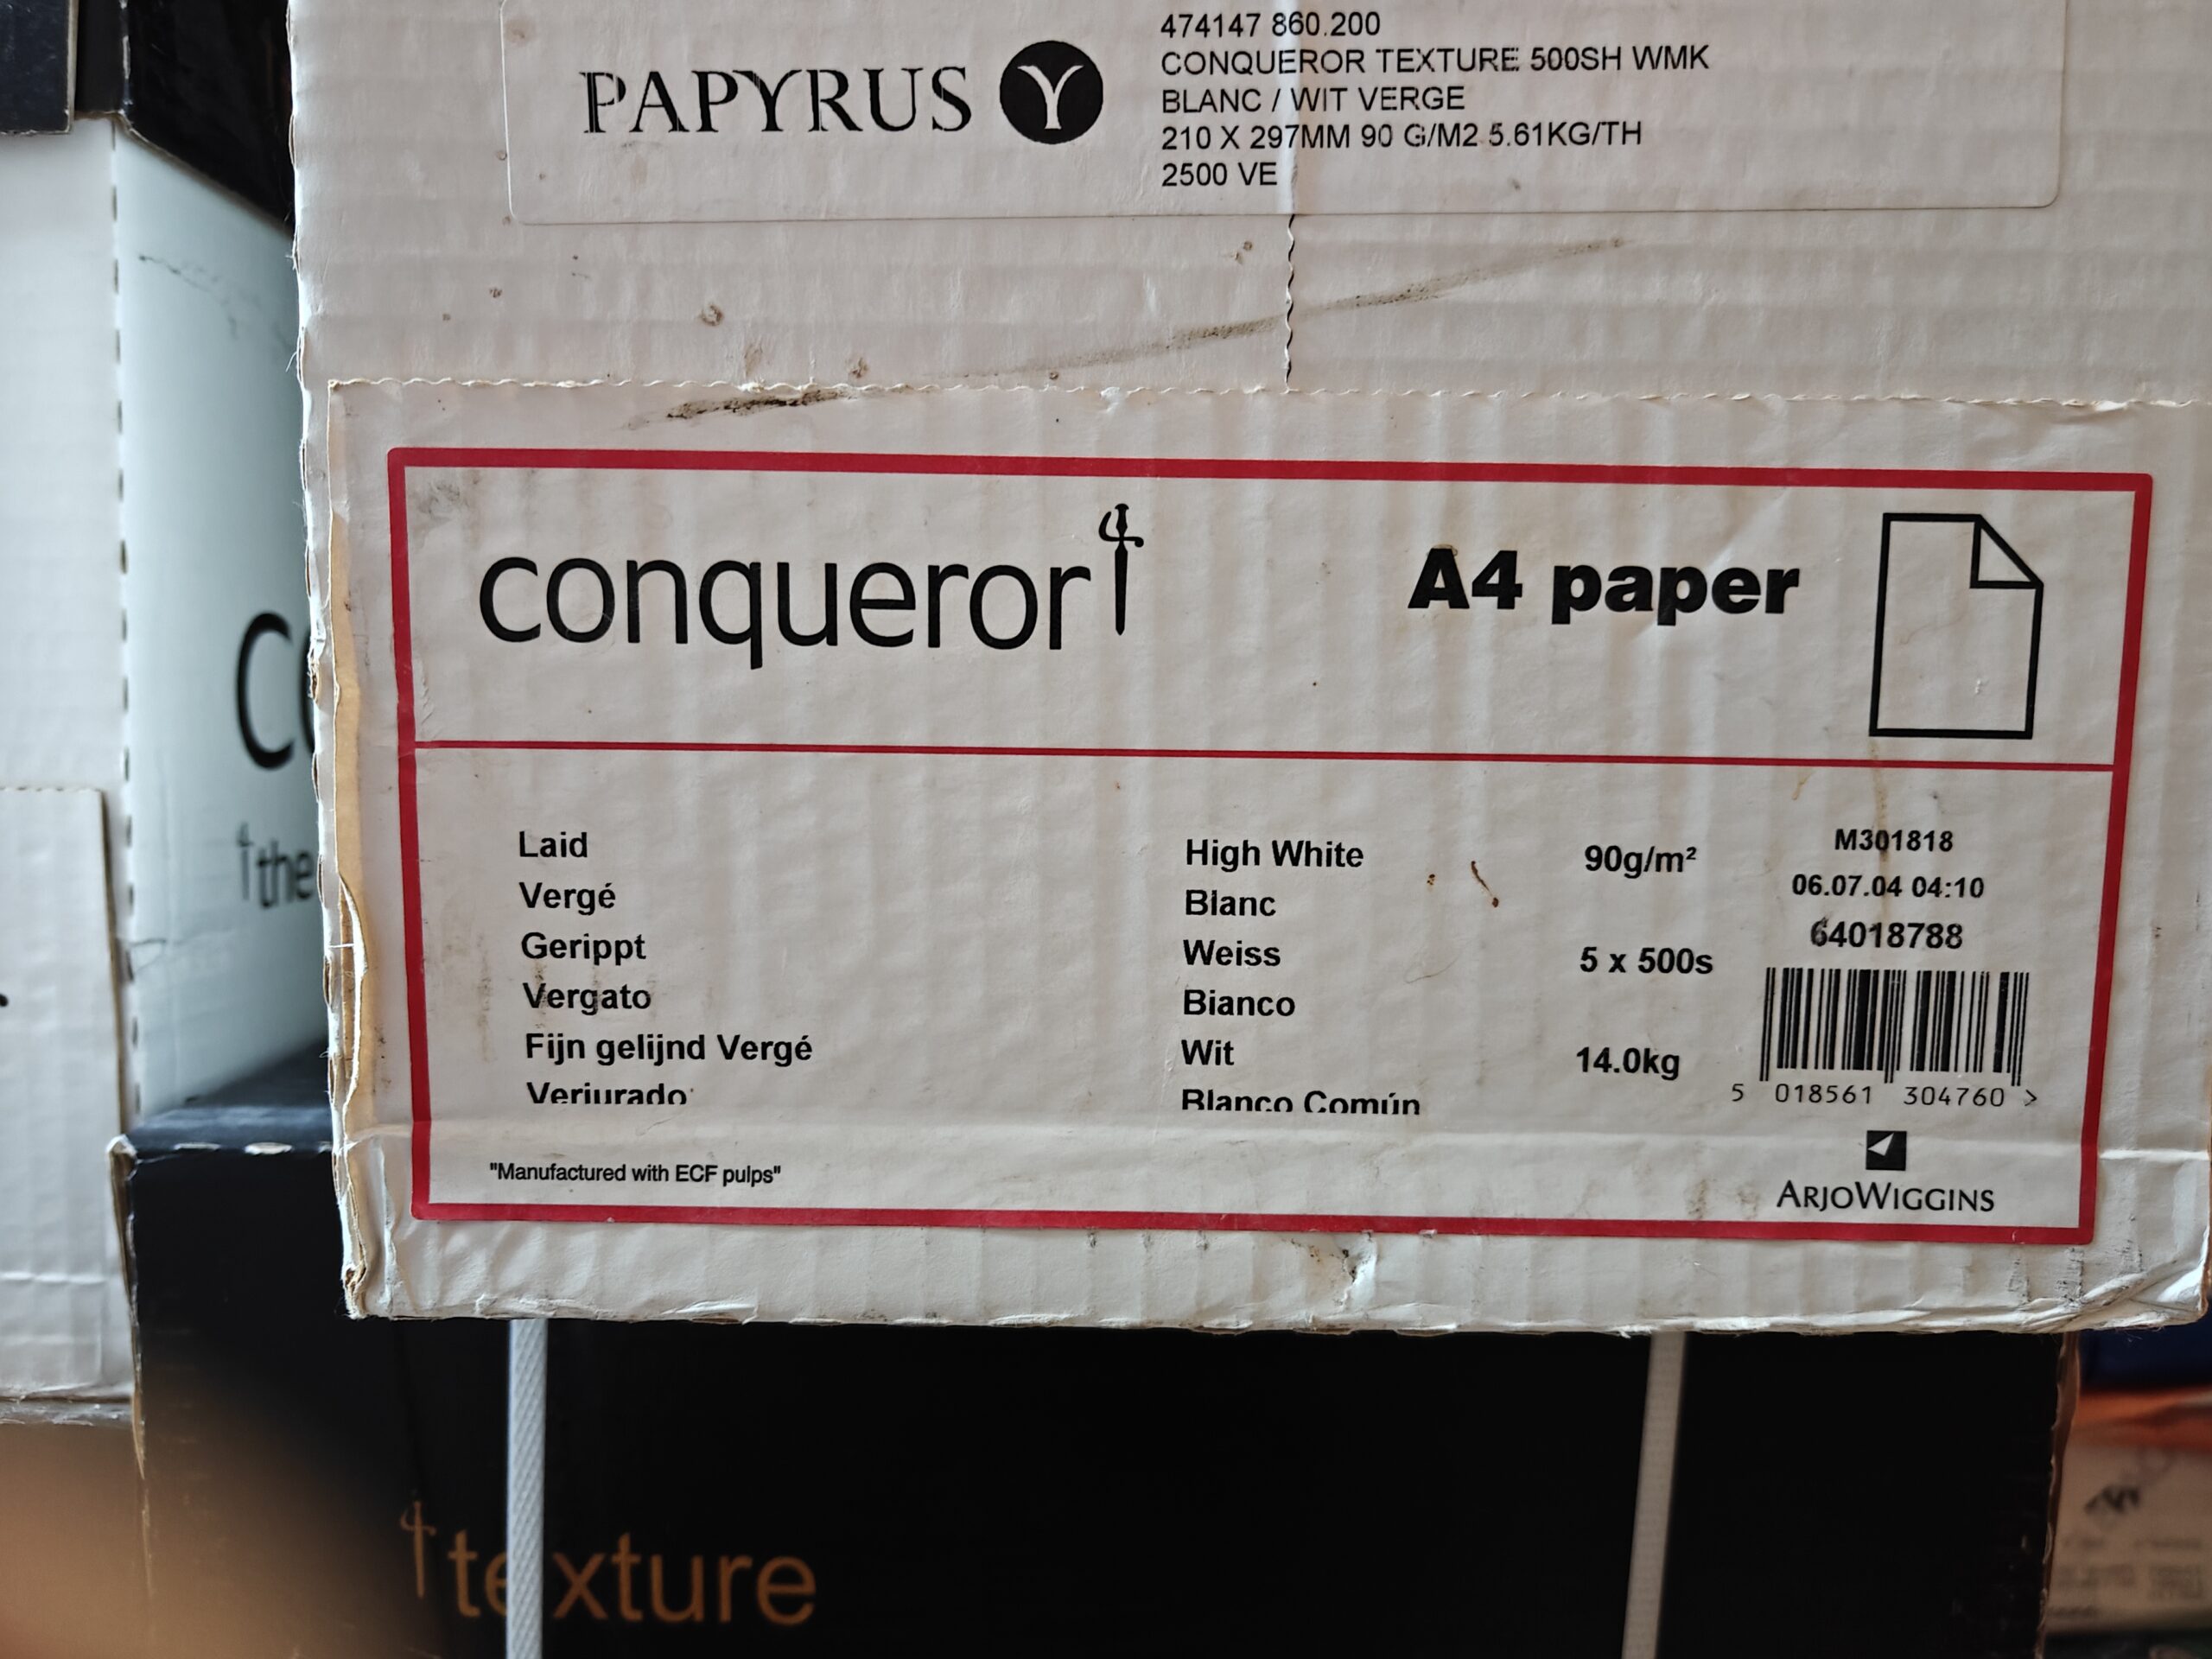 474147 860.200
CONQUEROR TEXTURE 500SH WMK
BLANC / WIT VERGE
210 X 297MM 90 G/M2 5.61KG/TH
2500 VE
PAPYRUS
conqueror
A4 paper
Laid
Vergé
Gerippt
Vergato
Fijn gelijnd Vergé
Verjurado
High White
Blanc
Weiss
Bianco
Wit
Blanco Común
90g/m²
5 x 500s
14.0kg
M301818
06.07.04 04:10
64018788
5 018561 304760 >
"Manufactured with ECF pulps"
ARJOWIGGINS
the
texture